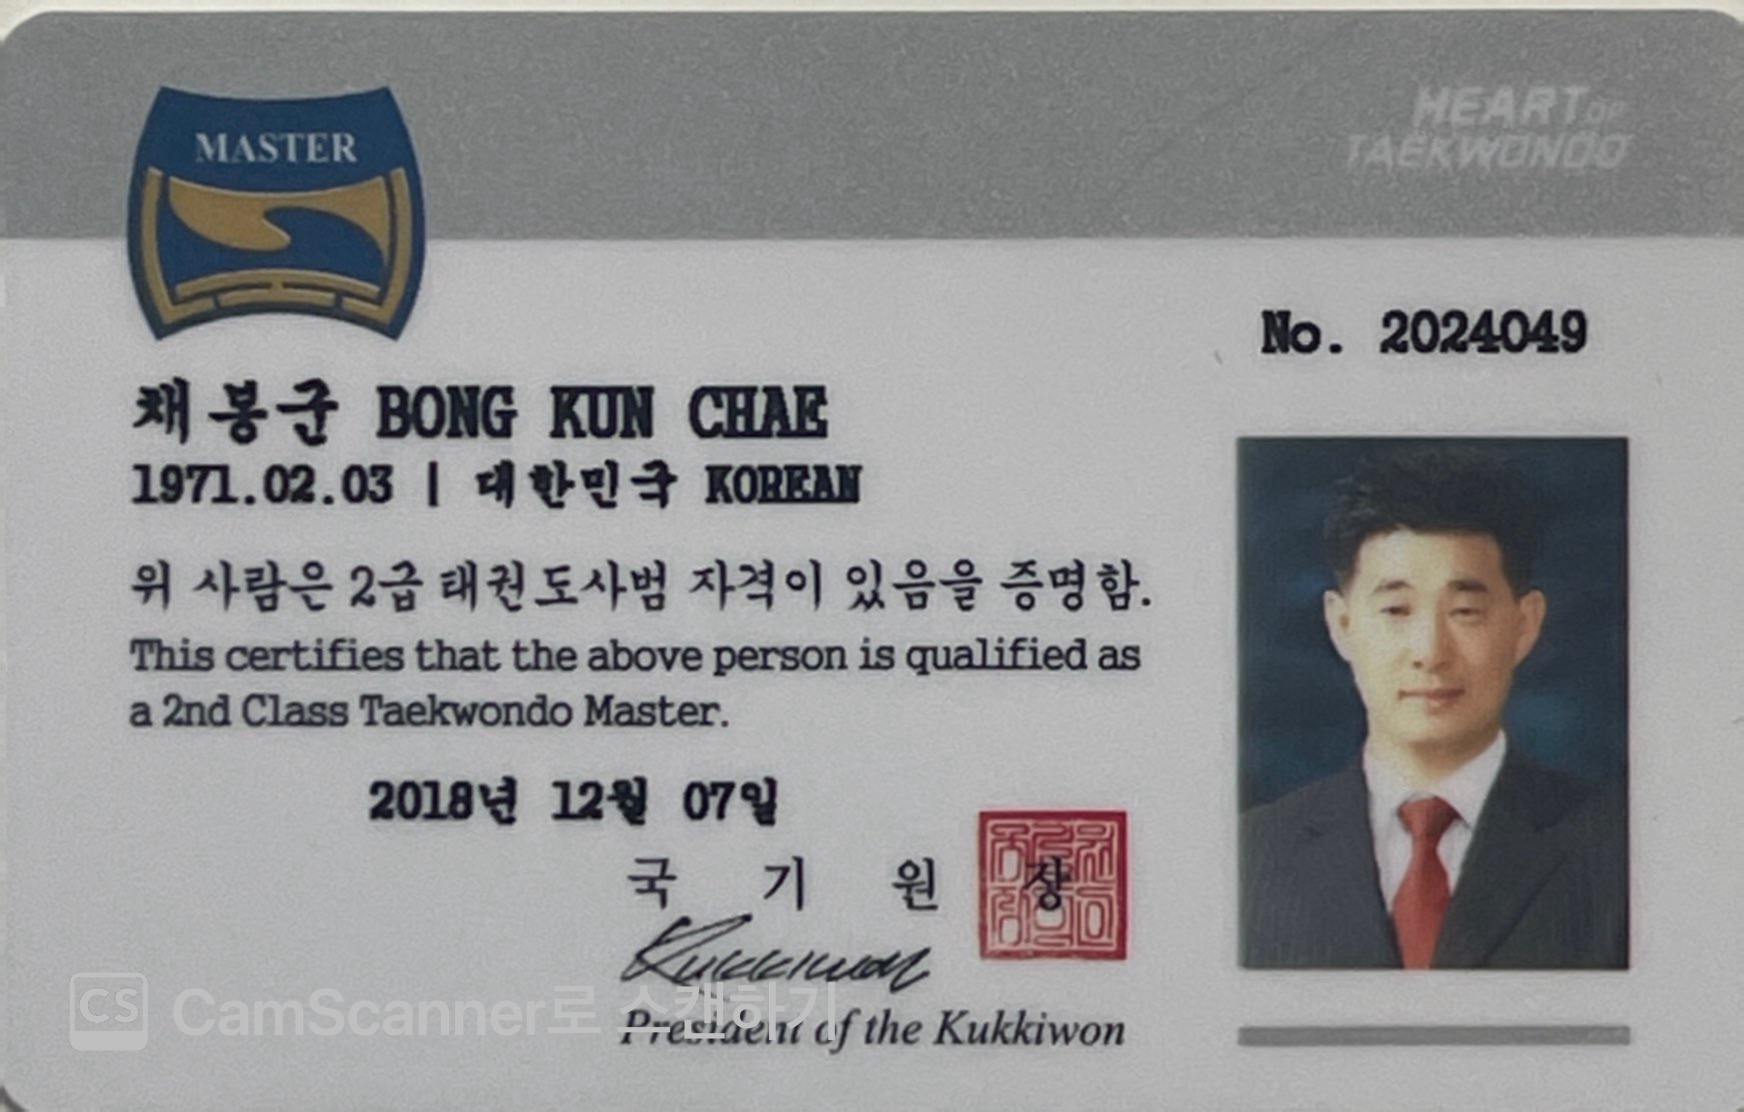 MASTER
HEART OF
TAEKWONDO
No. 2024049
채봉군 BONG KUN CHAE
1971.02.03 | 대한민국 KOREAN
위 사람은 2급 태권도사범 자격이 있음을 증명함.
This certifies that the above person is qualified as
a 2nd Class Taekwondo Master.
2018년 12월 07일
국 기 원 장
Kukkiwon
President of the Kukkiwon
CS CamScanner로 스캔하기